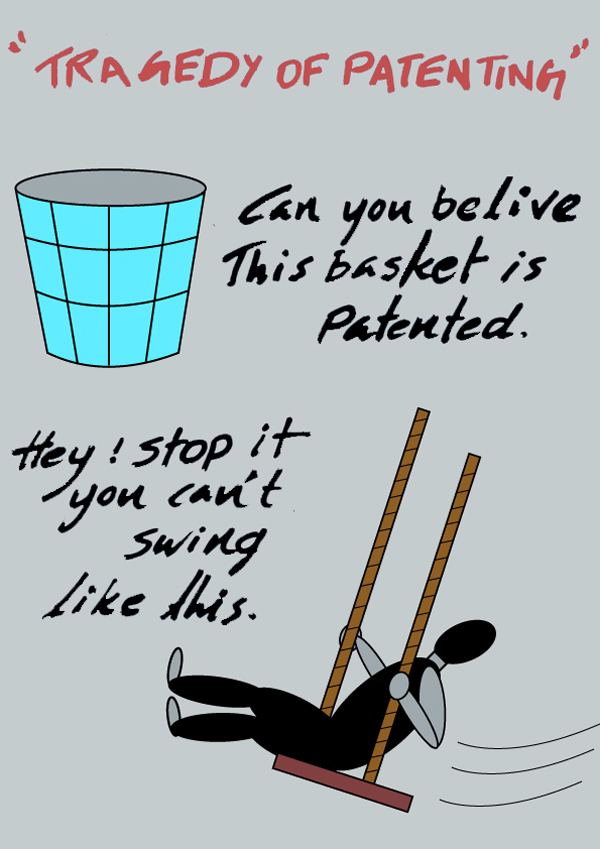 "TRAGEDY OF PATENTING"
Can you belive
This basket is
Patented.
Hey! stop it
you can't
swing
like this.